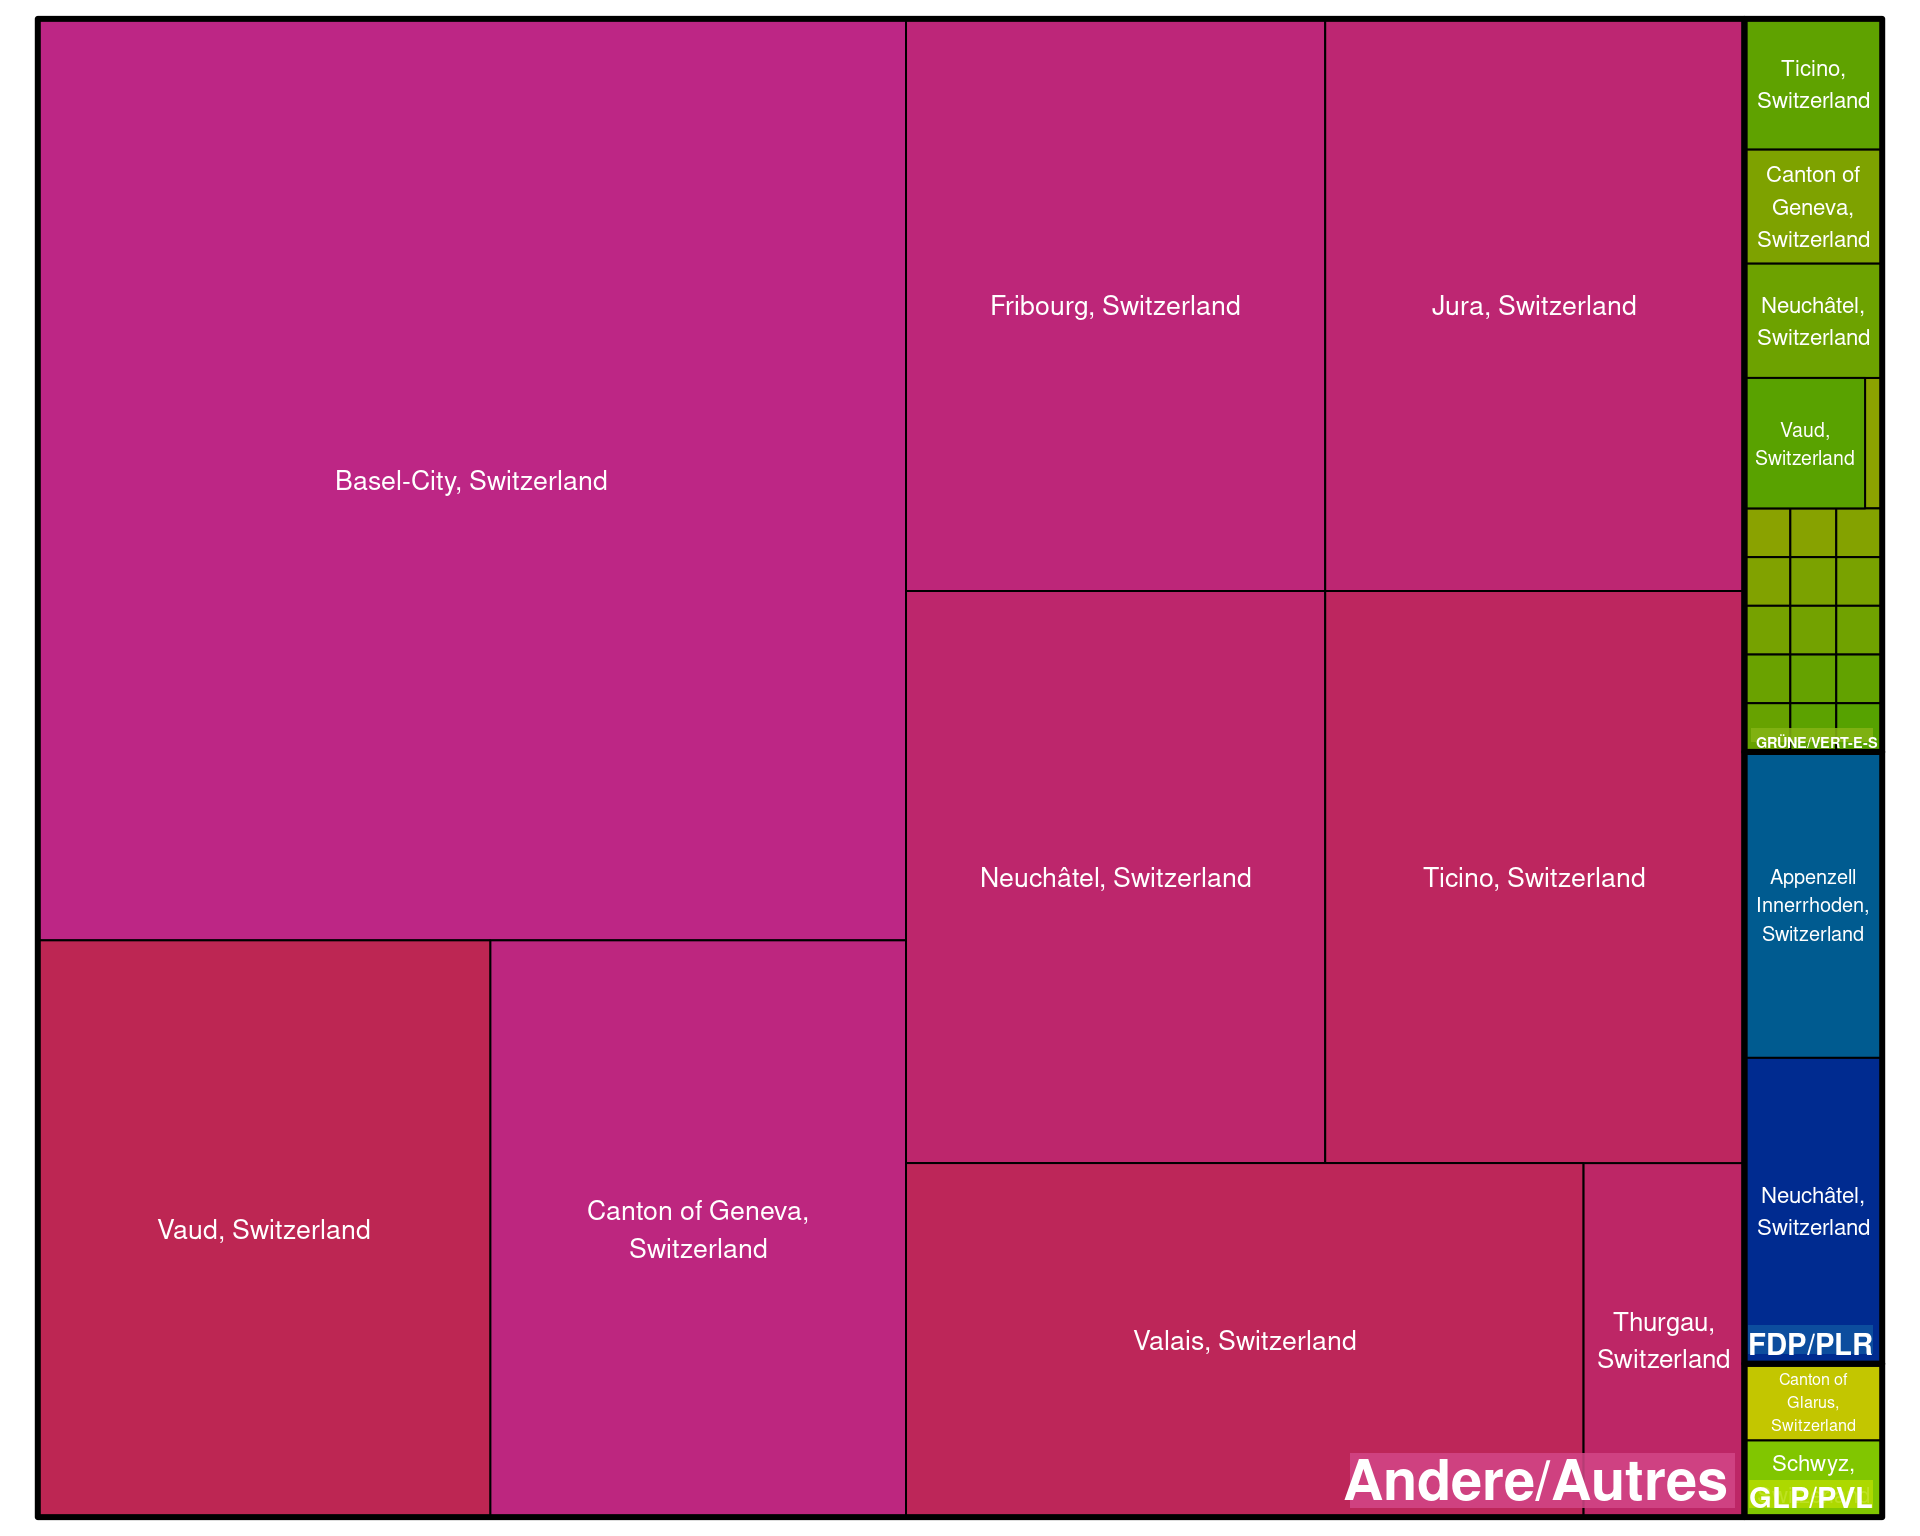 Basel-City, Switzerland
Fribourg, Switzerland
Jura, Switzerland
Neuchâtel, Switzerland
Ticino, Switzerland
Vaud, Switzerland
Canton of Geneva,
Switzerland
Valais, Switzerland
Thurgau,
Switzerland
Andere/Autres
Ticino,
Switzerland
Canton of
Geneva,
Switzerland
Neuchâtel,
Switzerland
Vaud,
Switzerland
GRÜNE/VERT-E-S
Appenzell
Innerrhoden,
Switzerland
Neuchâtel,
Switzerland
FDP/PLR
Canton of
Glarus,
Switzerland
Schwyz,
GLP/PVL